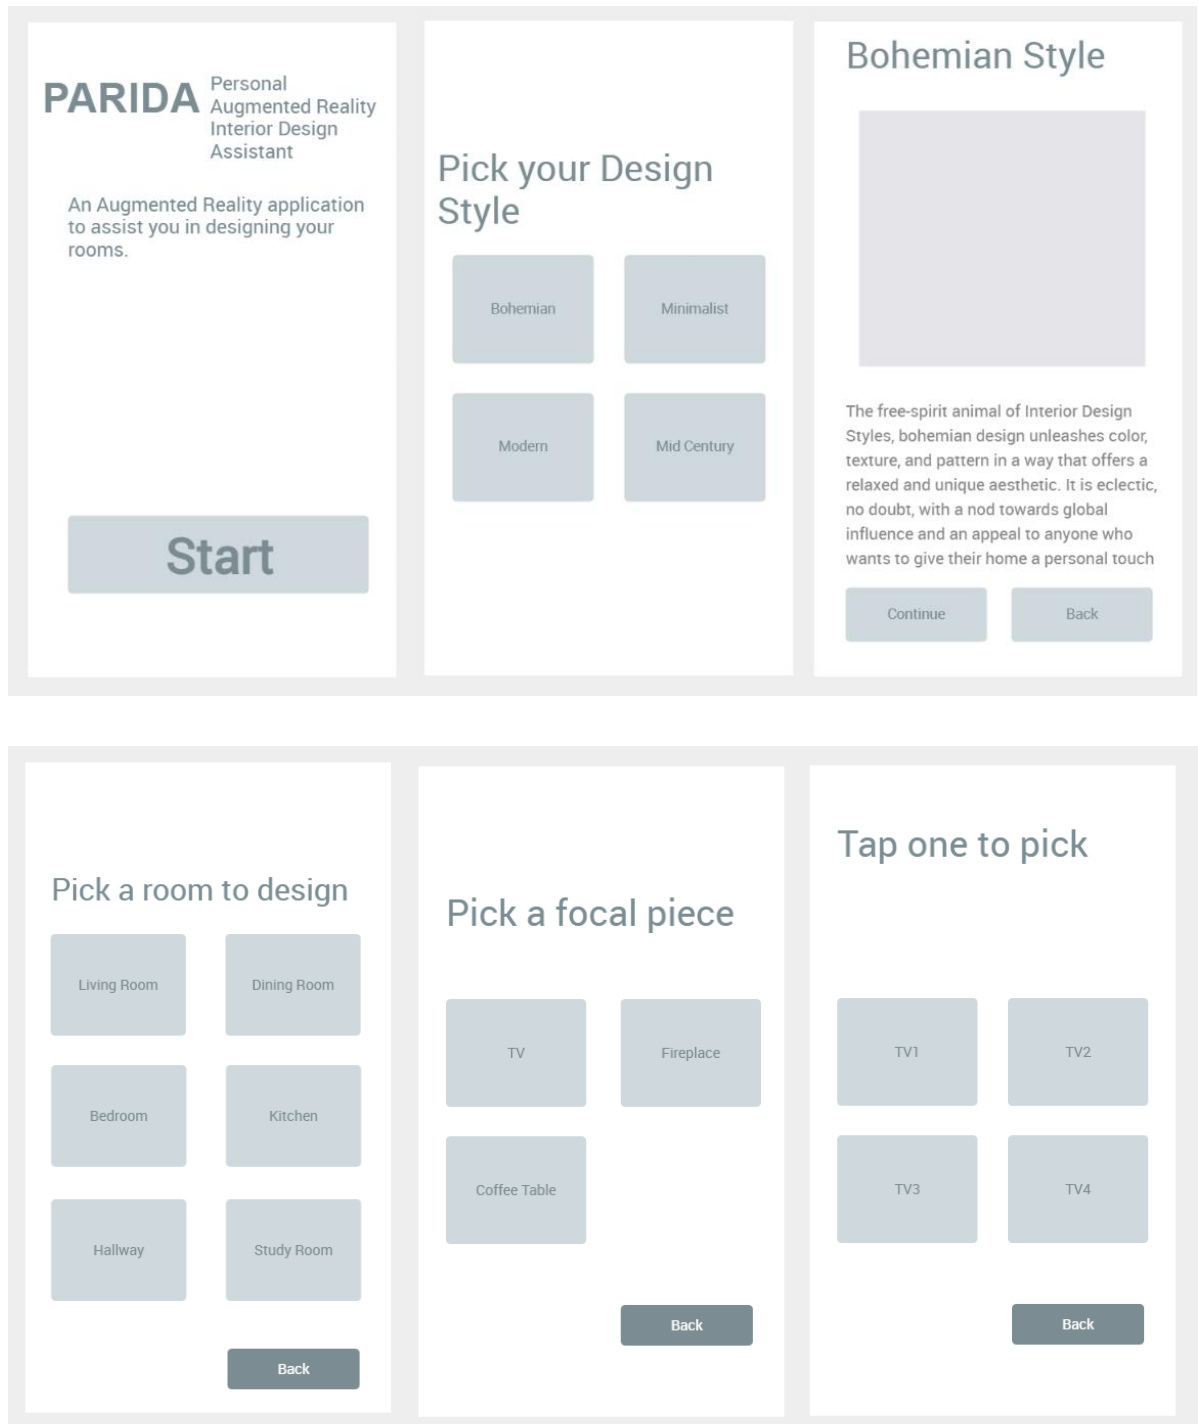 PARIDA
Personal
Augmented Reality
Interior Design
Assistant
An Augmented Reality application
to assist you in designing your
rooms.
Start
Pick your Design
Style
Bohemian
Minimalist
Modern
Mid Century
Bohemian Style
The free-spirit animal of Interior Design
Styles, bohemian design unleashes color,
texture, and pattern in a way that offers a
relaxed and unique aesthetic. It is eclectic,
no doubt, with a nod towards global
influence and an appeal to anyone who
wants to give their home a personal touch
Continue
Back
Pick a room to design
Living Room
Dining Room
Bedroom
Kitchen
Hallway
Study Room
Back
Pick a focal piece
TV
Fireplace
Coffee Table
Back
Tap one to pick
TV1
TV2
TV3
TV4
Back